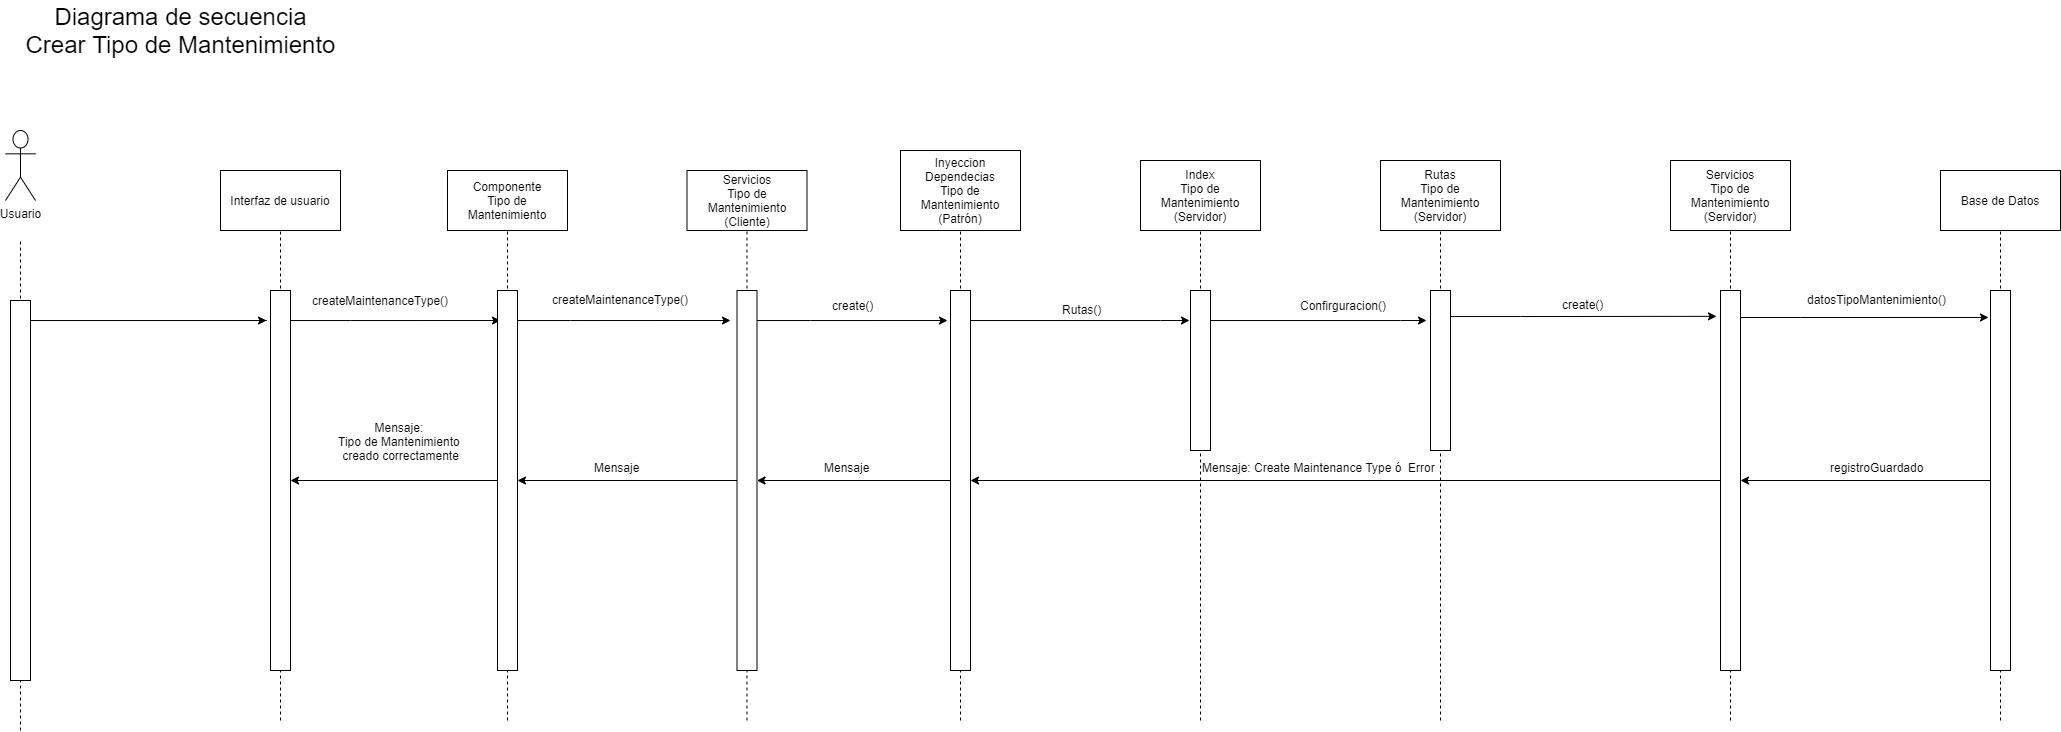 Diagrama de secuencia
Crear Tipo de Mantenimiento
Usuario
Interfaz de usuario
Componente
Tipo de
Mantenimiento
Servicios
Tipo de
Mantenimiento
(Cliente)
Inyeccion
Dependecias
Tipo de
Mantenimiento
(Patrón)
Index
Tipo de
Mantenimiento
(Servidor)
Rutas
Tipo de
Mantenimiento
(Servidor)
Servicios
Tipo de
Mantenimiento
(Servidor)
Base de Datos
createMaintenanceType()
createMaintenanceType()
create()
Rutas()
Confirguracion()
create()
datosTipoMantenimiento()
Mensaje:
Tipo de Mantenimiento
creado correctamente
Mensaje
Mensaje
Mensaje: Create Maintenance Type ó Error
registroGuardado